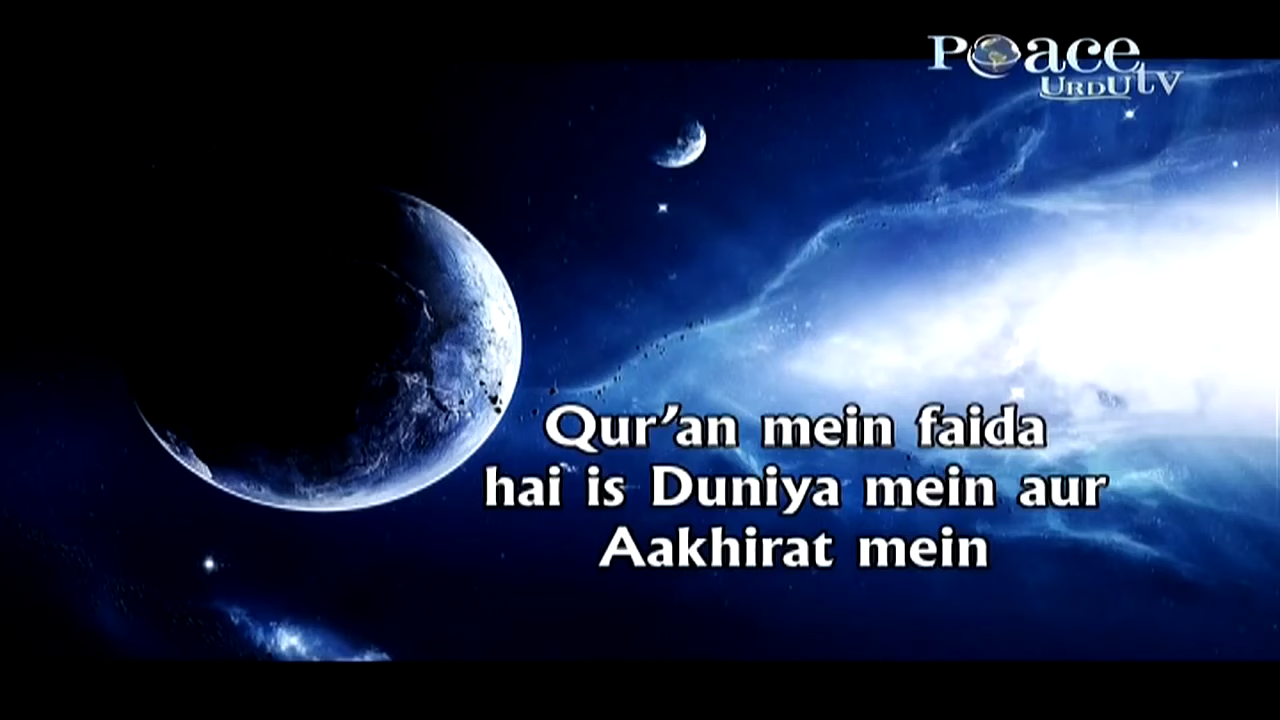 Peace
URDU TV
Qur'an mein faida
hai is Duniya mein aur
Aakhirat mein